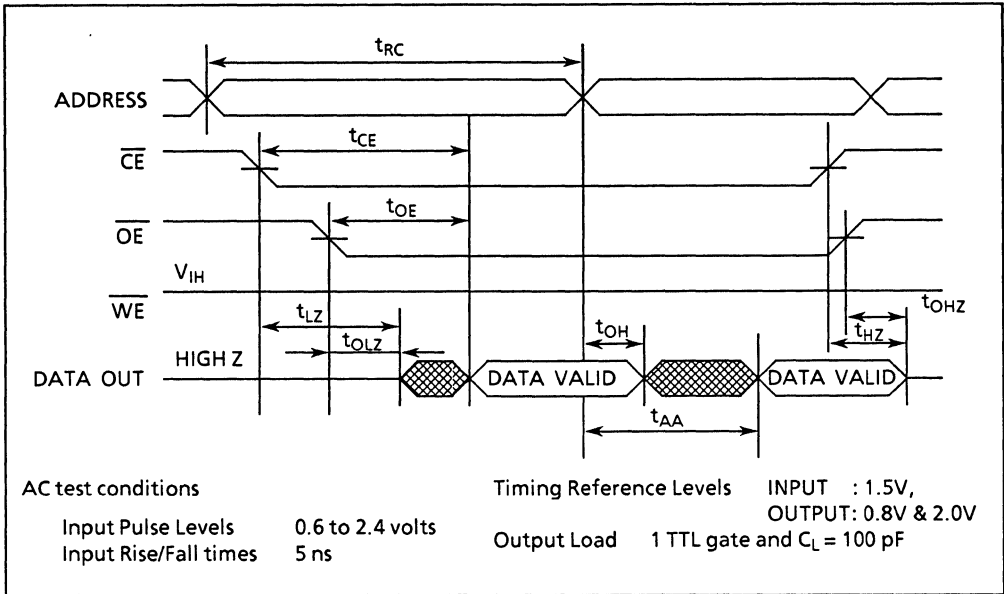 tRC
ADDRESS
tCE
CE
tOE
OE
VIH
WE
tLZ
tOH
tOHZ
tHZ
tOLZ
HIGH Z
DATA OUT
DATA VALID
DATA VALID
tAA
AC test conditions
Input Pulse Levels 0.6 to 2.4 volts
Input Rise/Fall times 5 ns
Timing Reference Levels INPUT : 1.5V,
OUTPUT: 0.8V & 2.0V
Output Load 1 TTL gate and CL = 100 pF